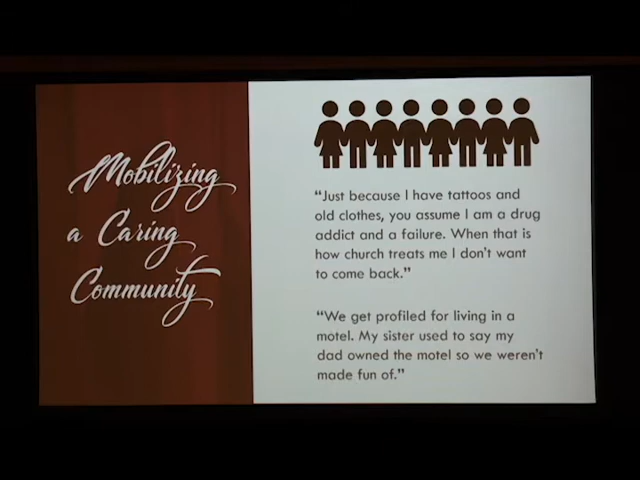 Mobilizing
a Caring
Community
“Just because I have tattoos and
old clothes, you assume I am a drug
addict and a failure. When that is
how church treats me I don’t want
to come back.”
“We get profiled for living in a
motel. My sister used to say my
dad owned the motel so we weren’t
made fun of.”